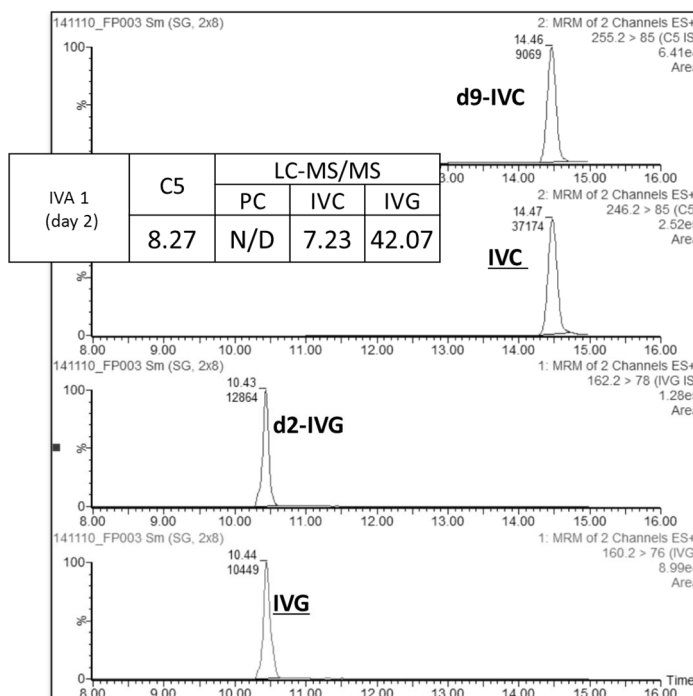 141110_FP003 Sm (SG, 2x8)
2: MRM of 2 Channels ES+
255.2 > 85 (C5 IS
6.41e
Area
14.46
9069
100
%
d9-IVC
13.00 14.00 15.00 16.00
IVA 1
(day 2)
C5
LC-MS/MS
PC IVC IVG
8.27 N/D 7.23 42.07
2: MRM of 2 Channels ES+
246.2 > 85 (C5
2.52e
Area
14.47
37174
IVC
%
0
8.00 9.00 10.00 11.00 12.00 13.00 14.00 15.00 16.00
141110_FP003 Sm (SG, 2x8)
1: MRM of 2 Channels ES+
162.2 > 78 (IVG IS
1.28e
Area
10.43
12864
100
%
0
d2-IVG
8.00 9.00 10.00 11.00 12.00 13.00 14.00 15.00 16.00
141110_FP003 Sm (SG, 2x8)
1: MRM of 2 Channels ES+
160.2 > 76 (IVG
8.99e
Area
10.44
10449
100
%
0
IVG
Time
8.00 9.00 10.00 11.00 12.00 13.00 14.00 15.00 16.00